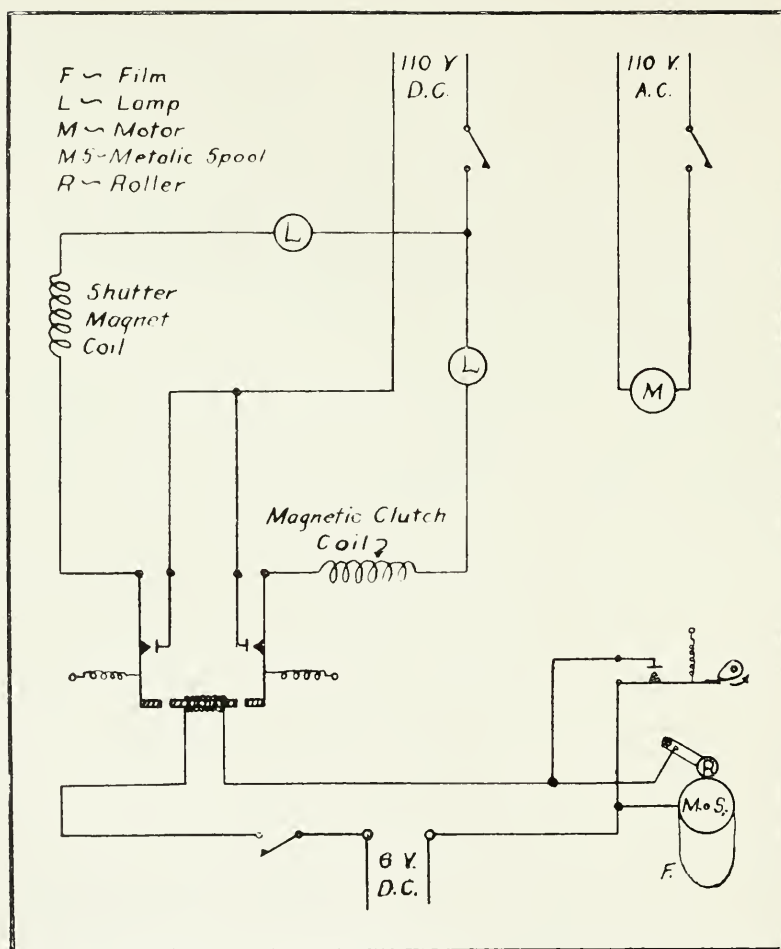 F ~ Film
L ~ Lamp
M ~ Motor
MS-Metalic Spool
R ~ Roller
110 V
D.C.
110 V.
A.C.
L
Shutter
Magnet
Coil
L
M
Magnetic Clutch
Coil
R
M.S.
F.
6 V.
D.C.